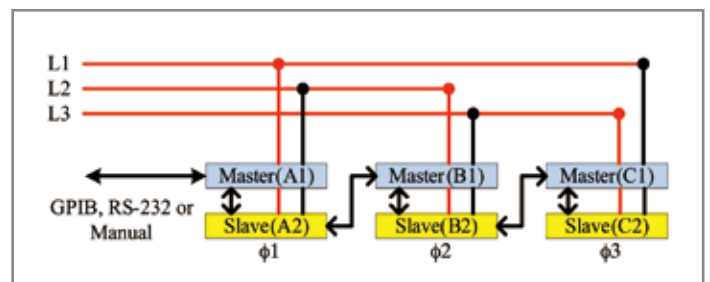 L1
L2
L3
Master(A1) Master(B1) Master(C1)
GPIB, RS-232 or
Manual
Slave(A2) Slave(B2) Slave(C2)
ϕ1 ϕ2 ϕ3